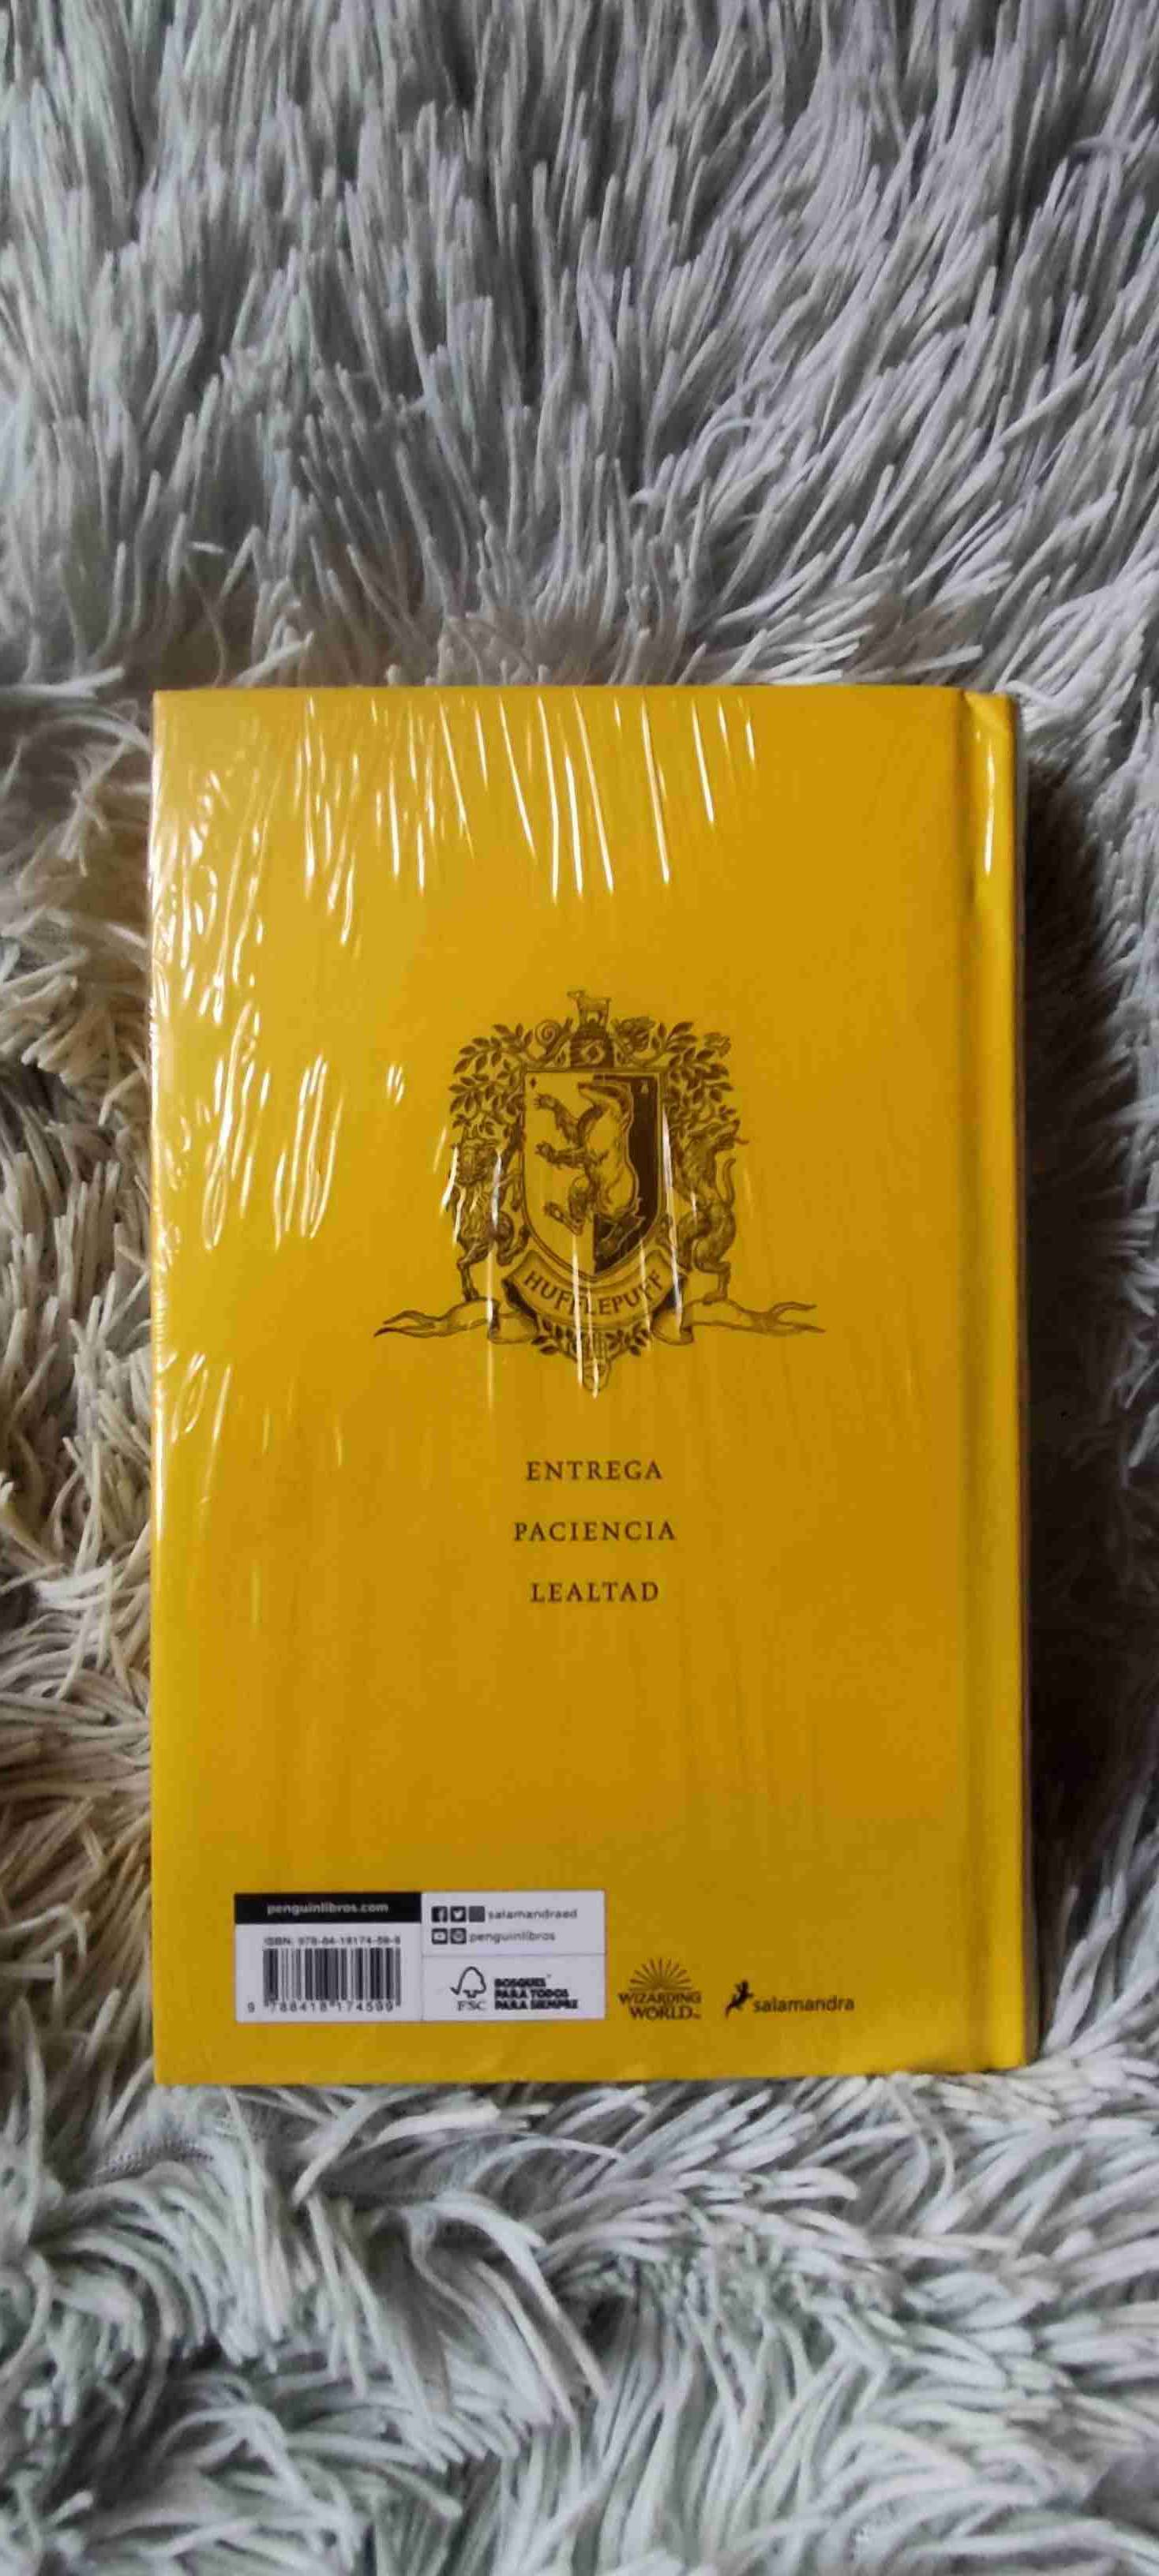 HUFFLEPUFF
ENTREGA
PACIENCIA
LEALTAD
penguinlibros.com
salamandraed
penguinlibros
ISBN: 978-84-18174-59-9
9 788418 174599
FSC
BOSQUES
PARA TODOS
PARA SIEMPRE
WIZARDING
WORLD
salamandra